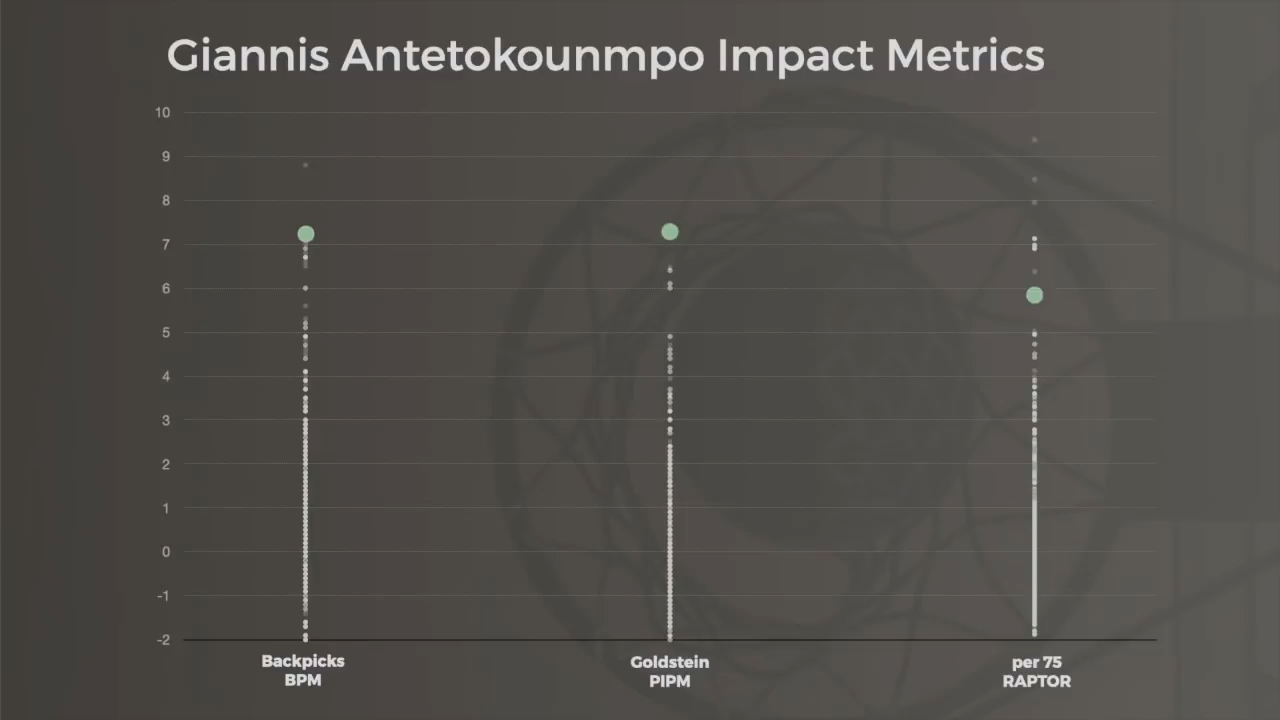 Giannis Antetokounmpo Impact Metrics
10
9
8
7
6
5
4
3
2
1
0
-1
-2
Backpicks
BPM
Goldstein
PIPM
per 75
RAPTOR